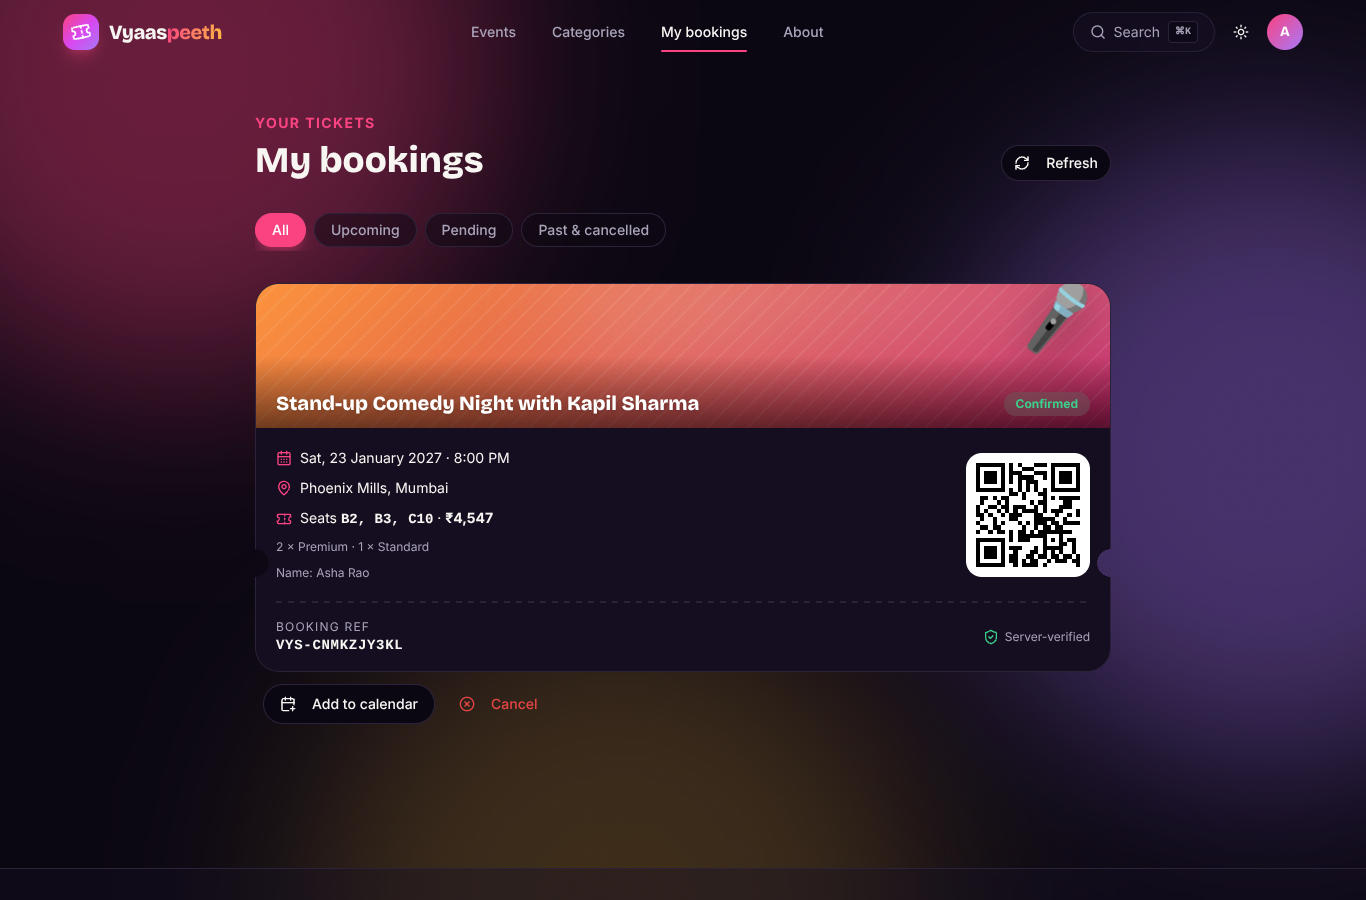 Vyaaspeeth
Events
Categories
My bookings
About
Search
⌘K
A
YOUR TICKETS
My bookings
Refresh
All
Upcoming
Pending
Past & cancelled
Stand-up Comedy Night with Kapil Sharma
Confirmed
Sat, 23 January 2027 · 8:00 PM
Phoenix Mills, Mumbai
Seats B2, B3, C10 · ₹4,547
2 × Premium · 1 × Standard
Name: Asha Rao
BOOKING REF
VYS-CNMKZJY3KL
Server-verified
Add to calendar
Cancel